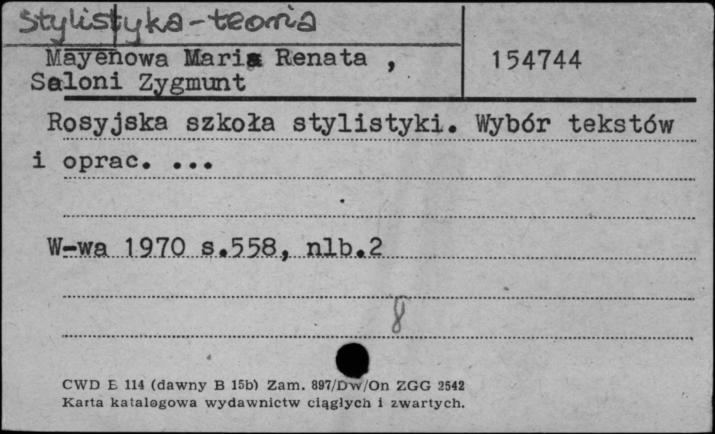 stylistyka-teoria
Mayenowa Maria Renata , 154744
Saloni Zygmunt
Rosyjska szkoła stylistyki. Wybór tekstów
i oprac. ...
W-wa 1970 s.558, nlb.2
8
CWD E 114 (dawny B 15b) Zam. 897/DW/On ZGG 2542
Karta katalogowa wydawnictw ciągłych i zwartych.